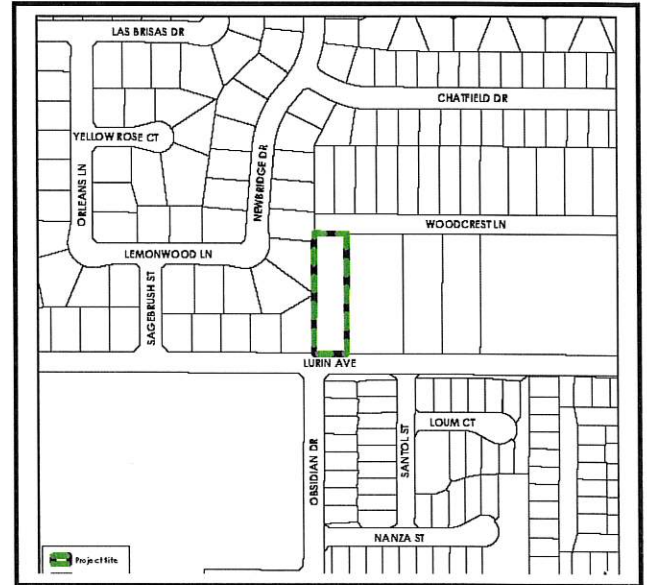 LAS BRISAS DR
CHATFIELD DR
YELLOW ROSE CT
ORLEANS LN
NEWBRIDGE DR
WOODCREST LN
LEMONWOOD LN
SAGEBRUSH ST
LURIN AVE
OBSIDIAN DR
SANTOL ST
LOUM CT
NANZA ST
Project Site